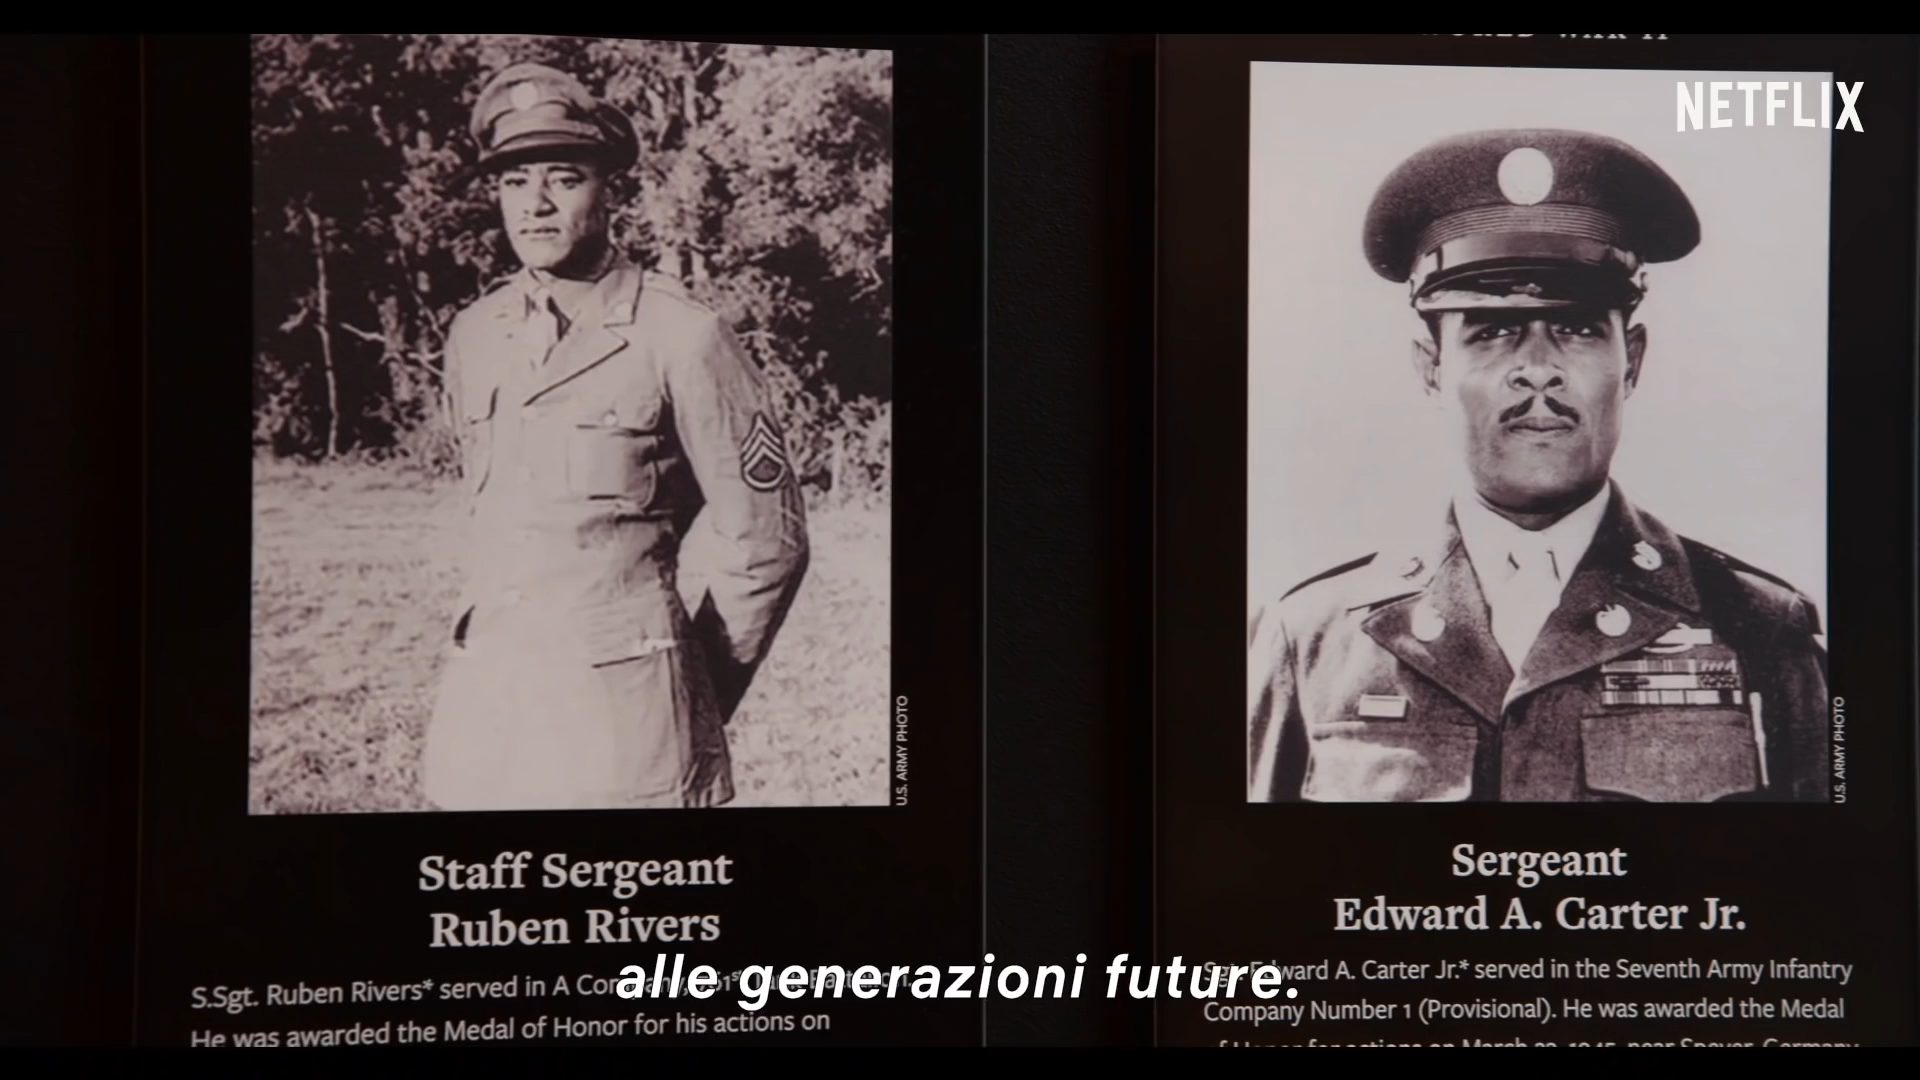 NETFLIX
U.S. ARMY PHOTO
Staff Sergeant
Ruben Rivers
S.Sgt. Ruben Rivers* served in A
He was awarded the Medal of Honor for his actions on
U.S. ARMY PHOTO
Sergeant
Edward A. Carter Jr.
Edward A. Carter Jr.* served in the Seventh Army Infantry
Company Number 1 (Provisional). He was awarded the Medal
alle generazioni future.